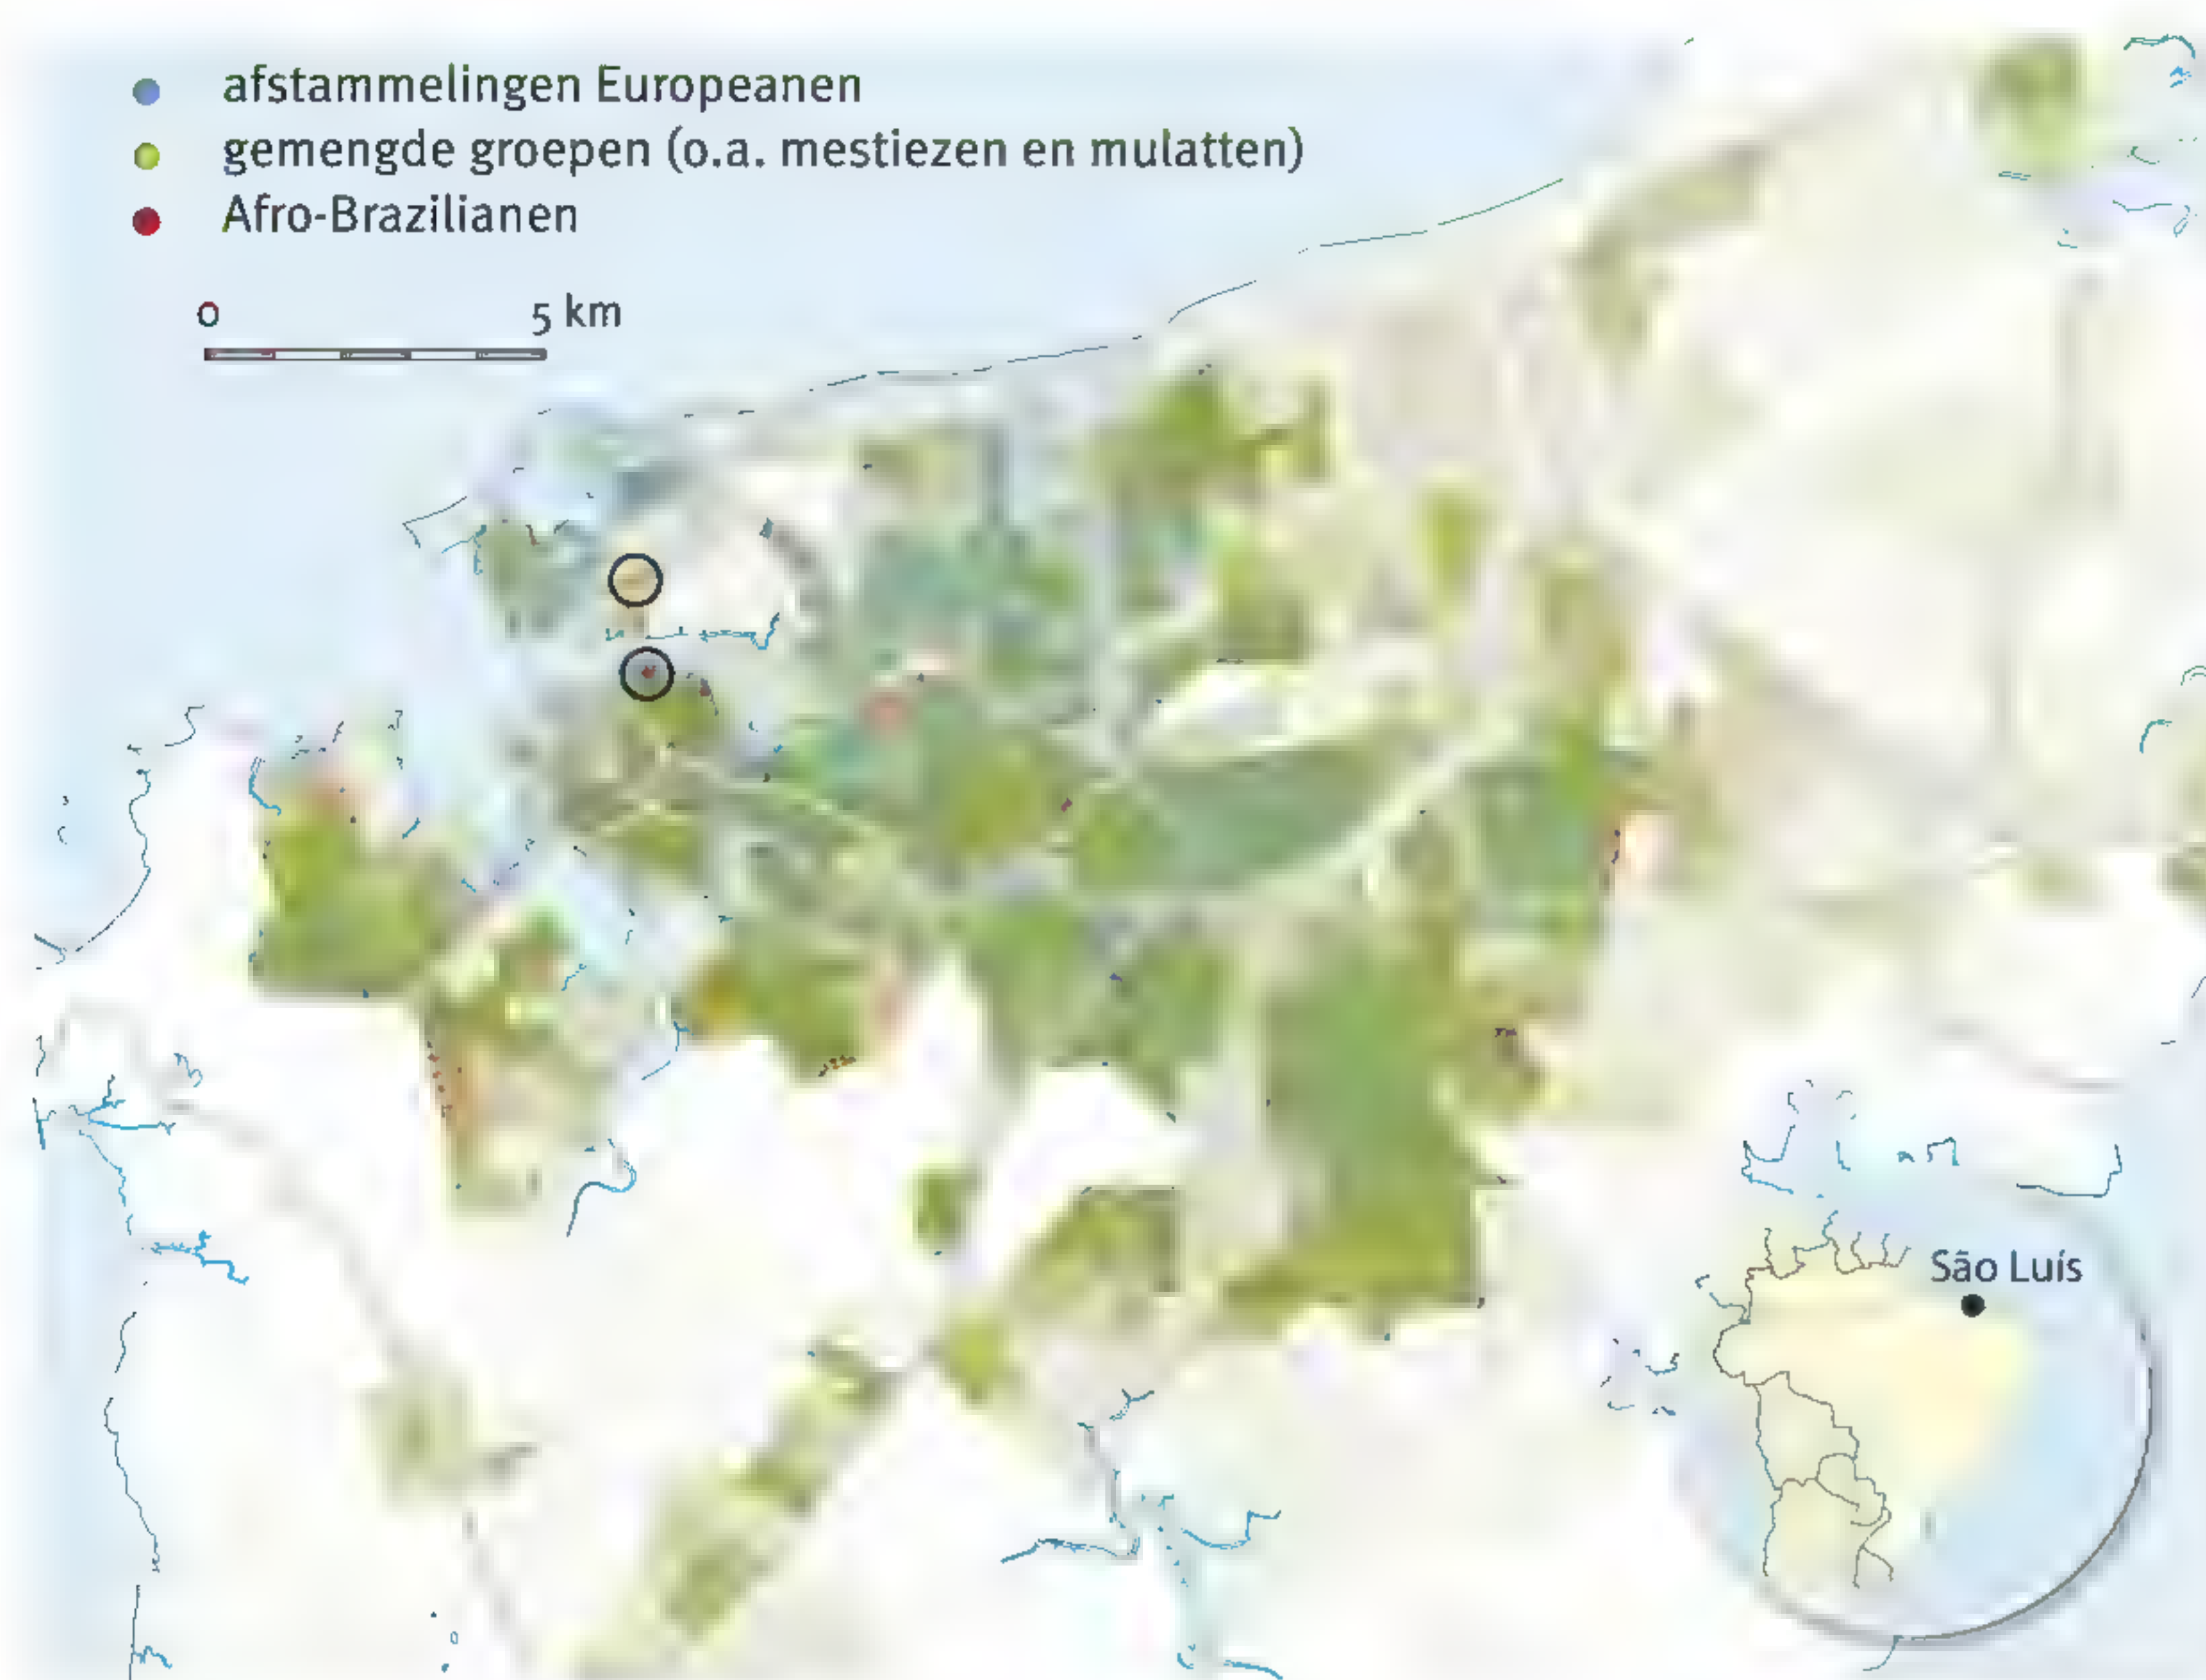 afstammelingen Europeanen
gemengde groepen (o.a. mestiezen en mulatten)
Afro-Brazilianen
0 5 km
São Luís